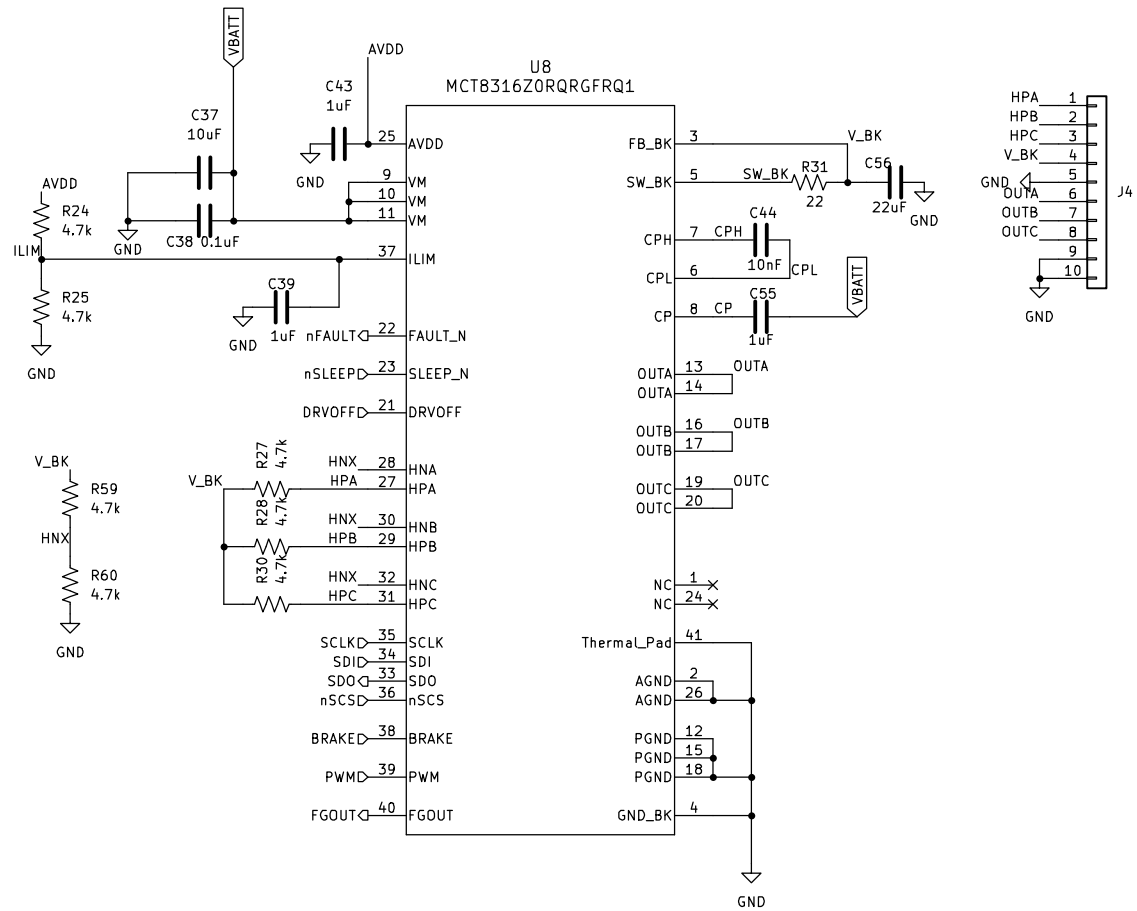 VBATT
AVDD
C43
1uF
GND
C37
10uF
GND
C38 0.1uF
AVDD
R24
4.7k
ILIM
R25
4.7k
GND
C39
1uF
GND
U8
MCT8316Z0RQRGFRQ1
25 AVDD
9 VM
10 VM
11 VM
37 ILIM
nFAULT 22 FAULT_N
nSLEEP 23 SLEEP_N
DRVOFF 21 DRVOFF
HNX 28 HNA
HPA 27 HPA
HNX 30 HNB
HPB 29 HPB
HNX 32 HNC
HPC 31 HPC
SCLK 35 SCLK
SDI 34 SDI
SDO 33 SDO
nSCS 36 nSCS
BRAKE 38 BRAKE
PWM 39 PWM
FGOUT 40 FGOUT
V_BK
R27
4.7k
R28
4.7k
R30
4.7k
V_BK
R59
4.7k
HNX
R60
4.7k
GND
FB_BK 3 V_BK
SW_BK 5 SW_BK
R31
22
C56
22uF
GND
CPH 7 CPH
C44
10nF
CPL 6 CPL
CP 8 CP
C55
1uF
VBATT
OUTA 13 OUTA
OUTA 14
OUTB 16 OUTB
OUTB 17
OUTC 19 OUTC
OUTC 20
NC 1
NC 24
Thermal_Pad 41
AGND 2
AGND 26
PGND 12
PGND 15
PGND 18
GND_BK 4
GND
HPA 1
HPB 2
HPC 3
V_BK 4
GND 5
OUTA 6
OUTB 7
OUTC 8
9
10
GND
J4